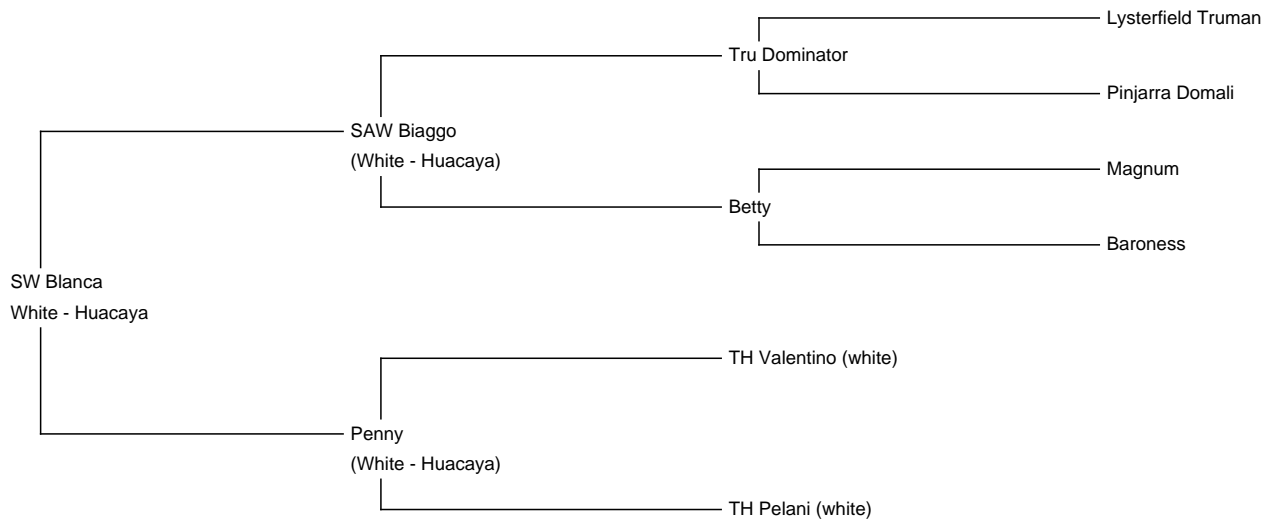 Lysterfield Truman
Tru Dominator
Pinjarra Domali
SAW Biaggo
(White - Huacaya)
Magnum
Betty
Baroness
SW Blanca
White - Huacaya
TH Valentino (white)
Penny
(White - Huacaya)
TH Pelani (white)